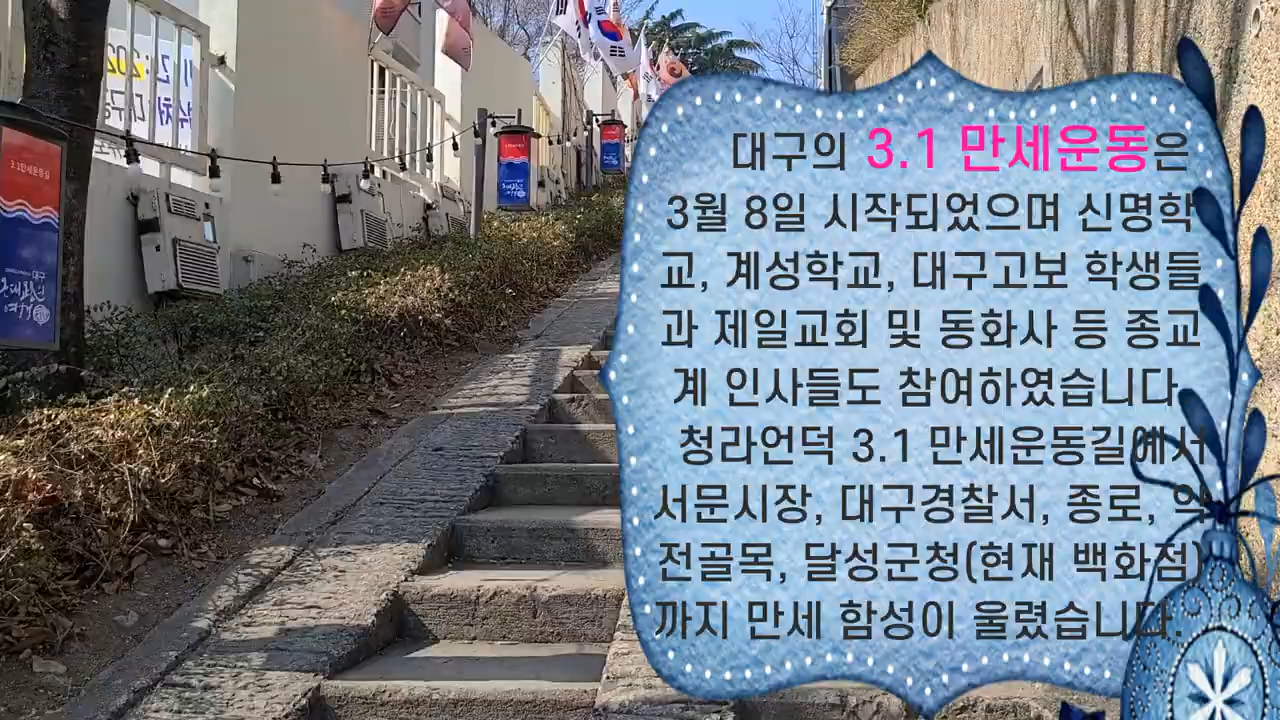 대구의 3.1 만세운동은
3월 8일 시작되었으며 신명학
교, 계성학교, 대구고보 학생들
과 제일교회 및 동화사 등 종교
계 인사들도 참여하였습니다.
청라언덕 3.1 만세운동길에서
서문시장, 대구경찰서, 종로, 약
전골목, 달성군청(현재 백화점)
까지 만세 함성이 울렸습니다.
3.1만세운동길
대구